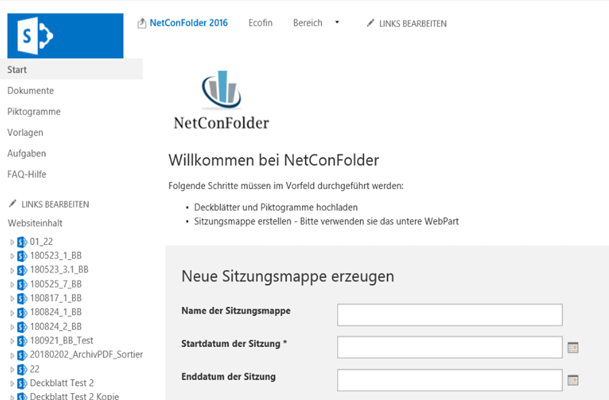 NetConFolder 2016 Ecofin Bereich LINKS BEARBEITEN
S
Start
Dokumente
Piktogramme
Vorlagen
Aufgaben
FAQ-Hilfe
LINKS BEARBEITEN
Websiteinhalt
01_22
180523_1_BB
180523_3.1_BB
180525_7_BB
180817_1_BB
180824_1_BB
180824_2_BB
180921_BB_Test
20180202_ArchivPDF_Sortier
22
Deckblatt Test 2
Deckblatt Test 2 Kopie
NetConFolder
Willkommen bei NetConFolder
Folgende Schritte müssen im Vorfeld durchgeführt werden:
• Deckblätter und Piktogramme hochladen
• Sitzungsmappe erstellen - Bitte verwenden sie das untere WebPart
Neue Sitzungsmappe erzeugen
Name der Sitzungsmappe
Startdatum der Sitzung *
Enddatum der Sitzung